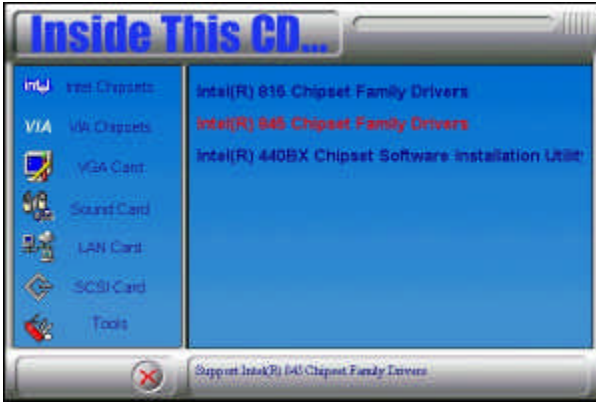 Inside This CD...
intel Intel Chipsets
VIA VIA Chipsets
VGA Card
Sound Card
LAN Card
SCSI Card
Tools
Intel(R) 815 Chipset Family Drivers
Intel(R) 845 Chipset Family Drivers
Intel(R) 440BX Chipset Software Installation Utilit
Support Intel(R) 845 Chipset Family Drivers